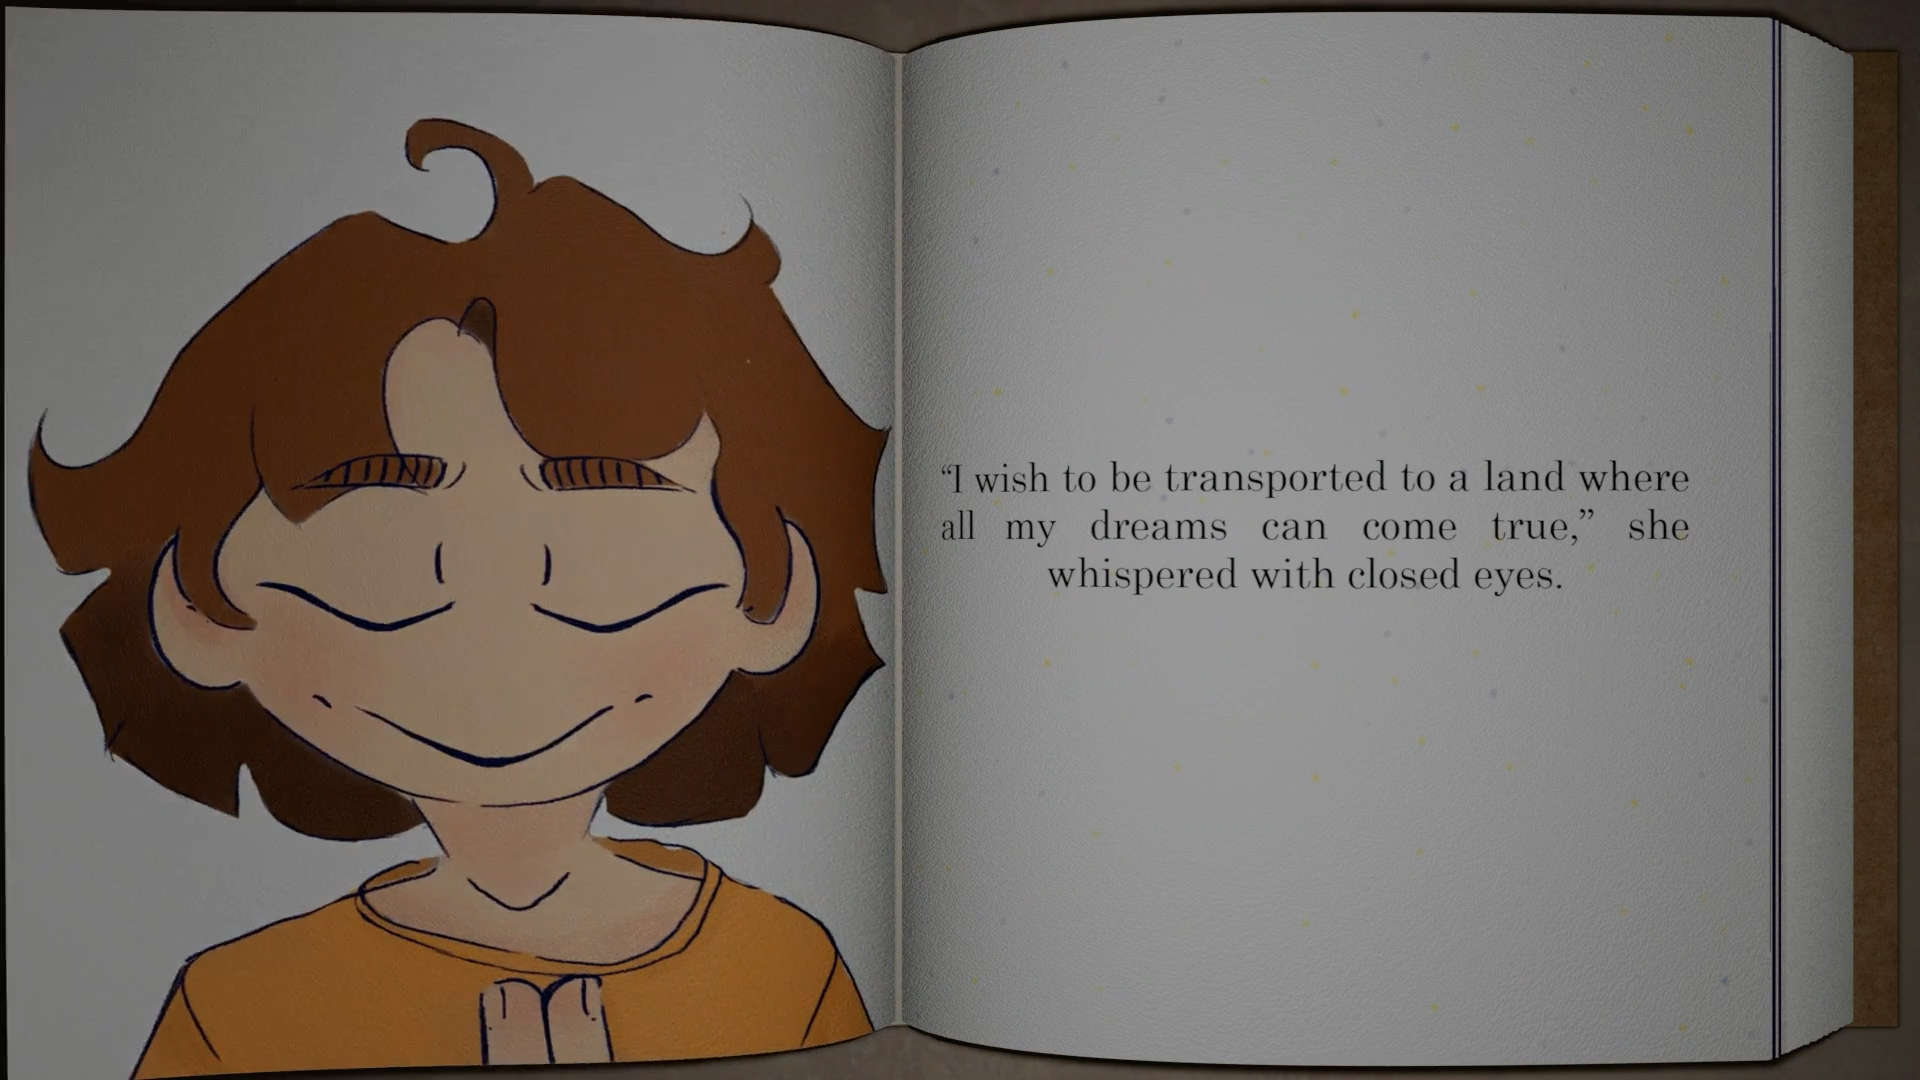 “I wish to be transported to a land where
all my dreams can come true,” she
whispered with closed eyes.